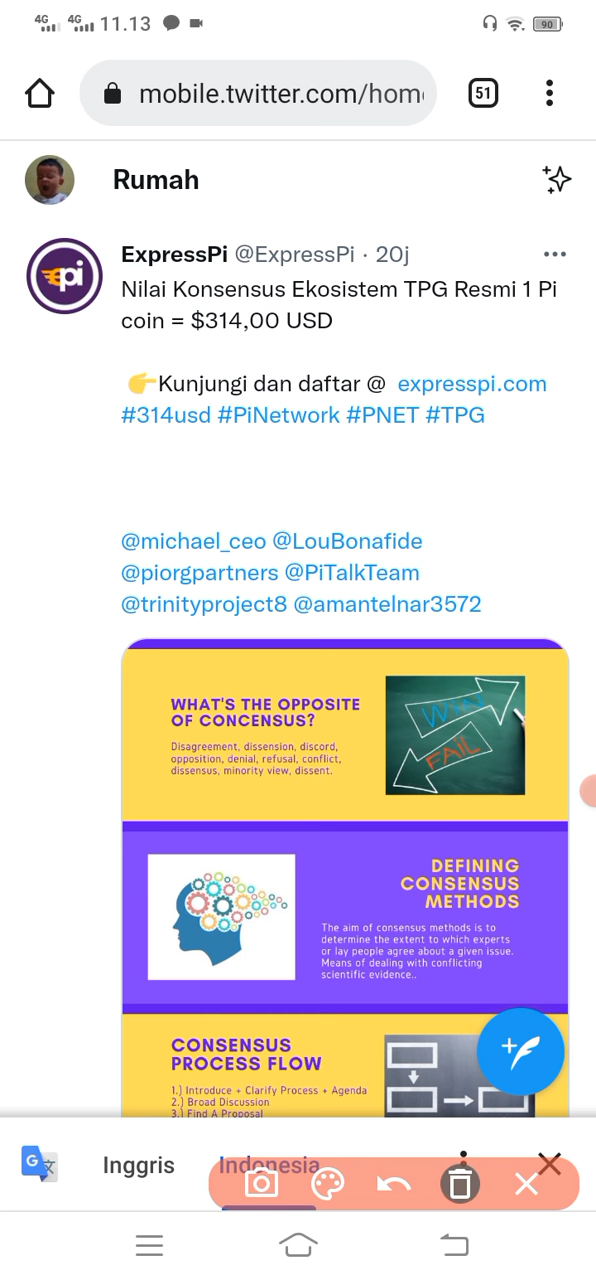 4G 4G 11.13 90
mobile.twitter.com/hom 51
Rumah
pi
ExpressPi @ExpressPi · 20j
Nilai Konsensus Ekosistem TPG Resmi 1 Pi
coin = $314,00 USD
👉Kunjungi dan daftar @ expresspi.com
#314usd #PiNetwork #PNET #TPG
@michael_ceo @LouBonafide
@piorgpartners @PiTalkTeam
@trinityproject8 @amantelnar3572
WHAT'S THE OPPOSITE
OF CONCENSUS?
Disagreement, dissension, discord,
opposition, denial, refusal, conflict,
dissensus, minority view, dissent.
WIN
FAIL
DEFINING
CONSENSUS
METHODS
The aim of consensus methods is to
determine the extent to which experts
or lay people agree about a given issue.
Means of dealing with conflicting
scientific evidence..
CONSENSUS
PROCESS FLOW
1.) Introduce + Clarify Process + Agenda
2.) Broad Discussion
3.) Find A Proposal
G 文 Inggris Indonesia